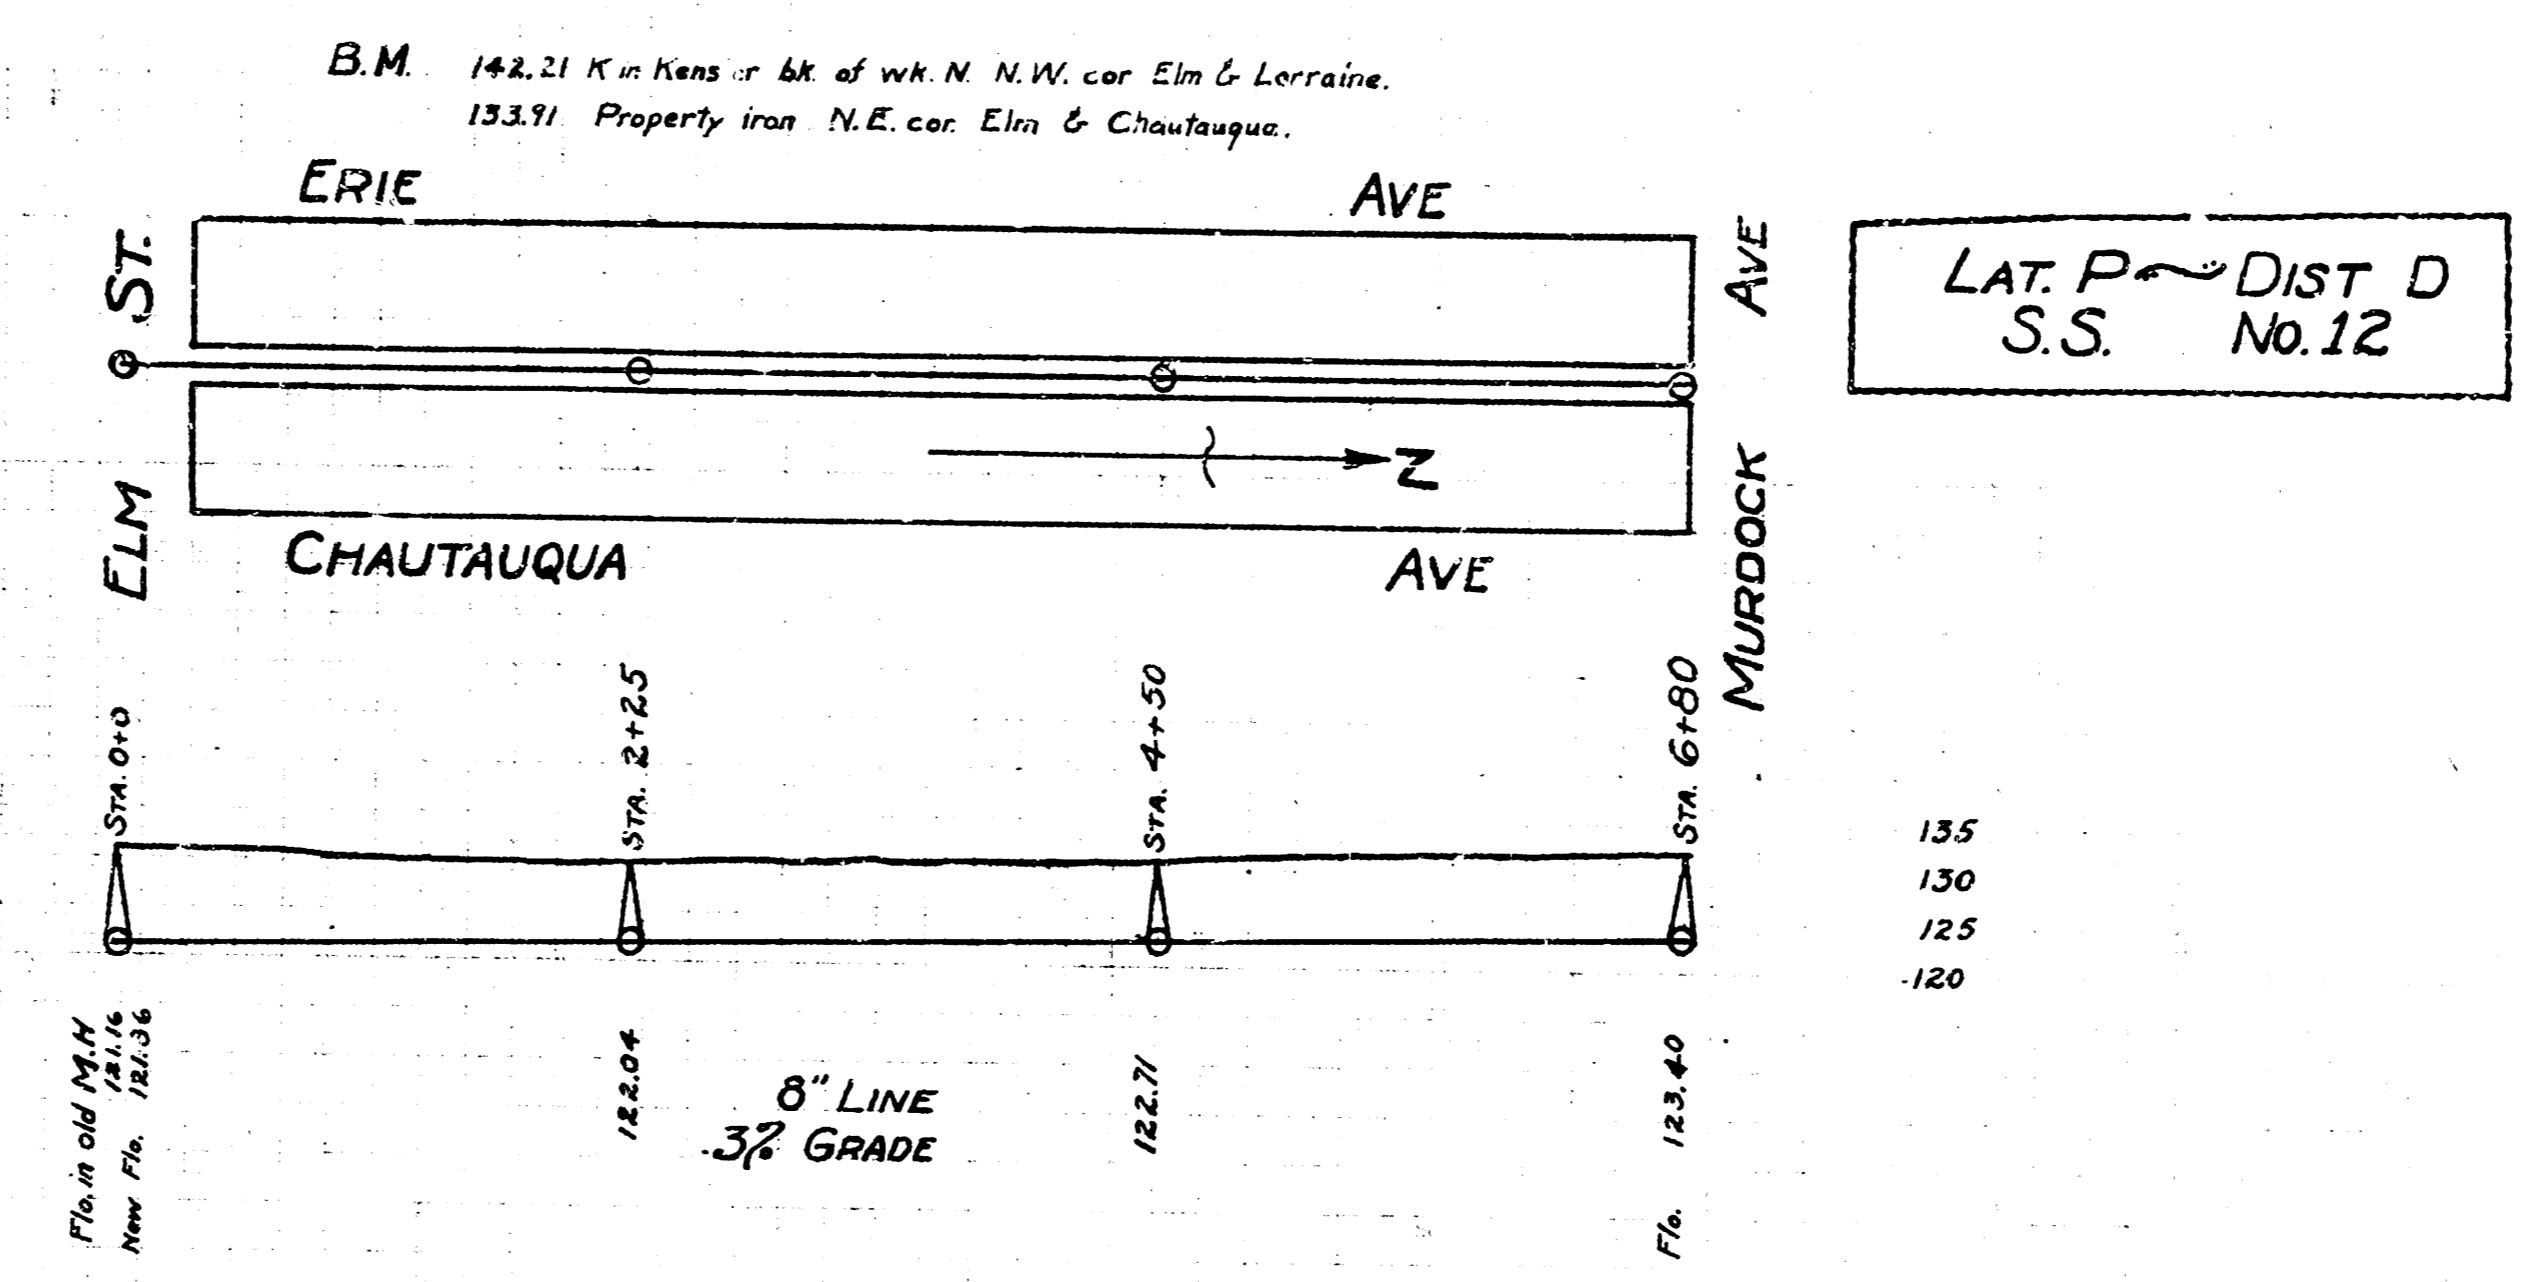 B.M. 142.21 K in Kens or bk. of wk. N. N.W. cor Elm & Lorraine.
133.91 Property iron N.E. cor. Elm & Chautauqua.
ERIE AVE
ELM ST.
MURDOCK AVE
LAT. P ~ DIST D
S.S. No. 12
Z
CHAUTAUQUA AVE
STA. 0+0
STA. 2+25
STA. 4+50
STA. 6+80
135
130
125
120
Flo. in old M.H 121.16
New Flo. 121.36
122.04
8" LINE
.3% GRADE
122.71
Flo. 123.40